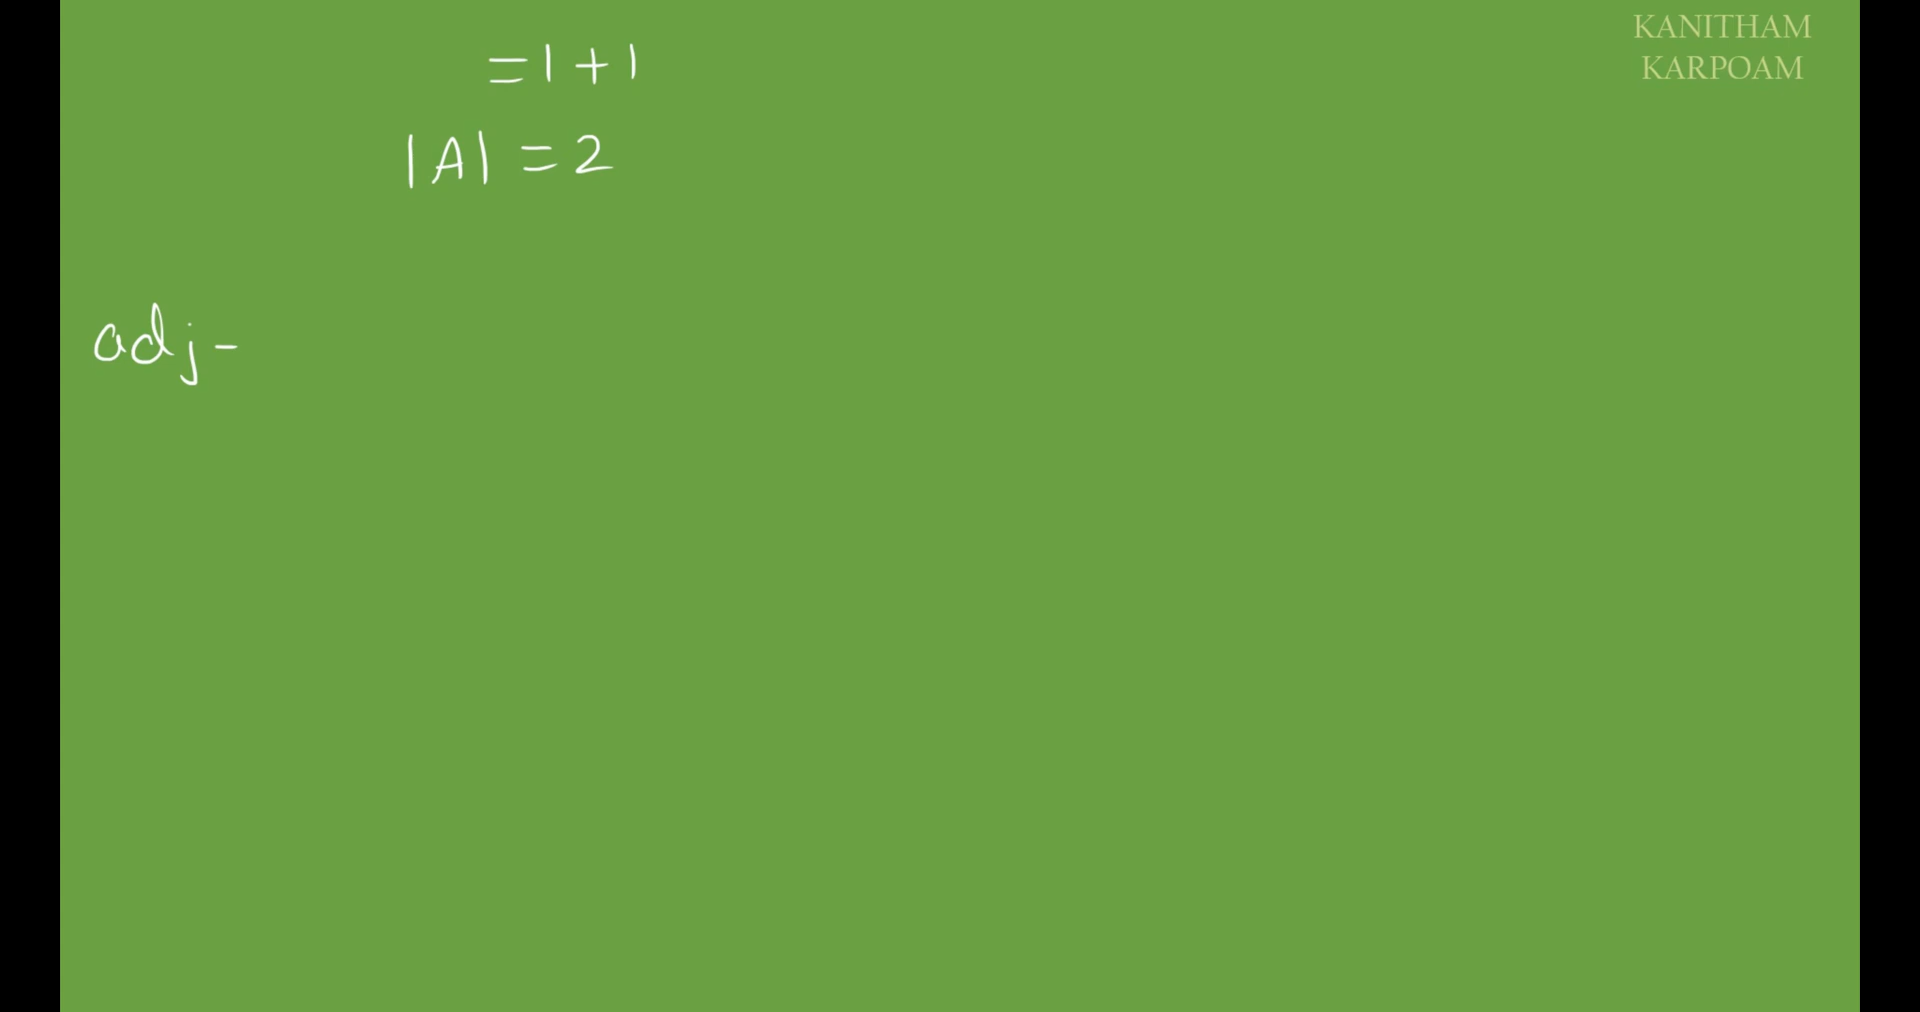 KANITHAM
KARPOAM
=1+1
|A| = 2
adj-